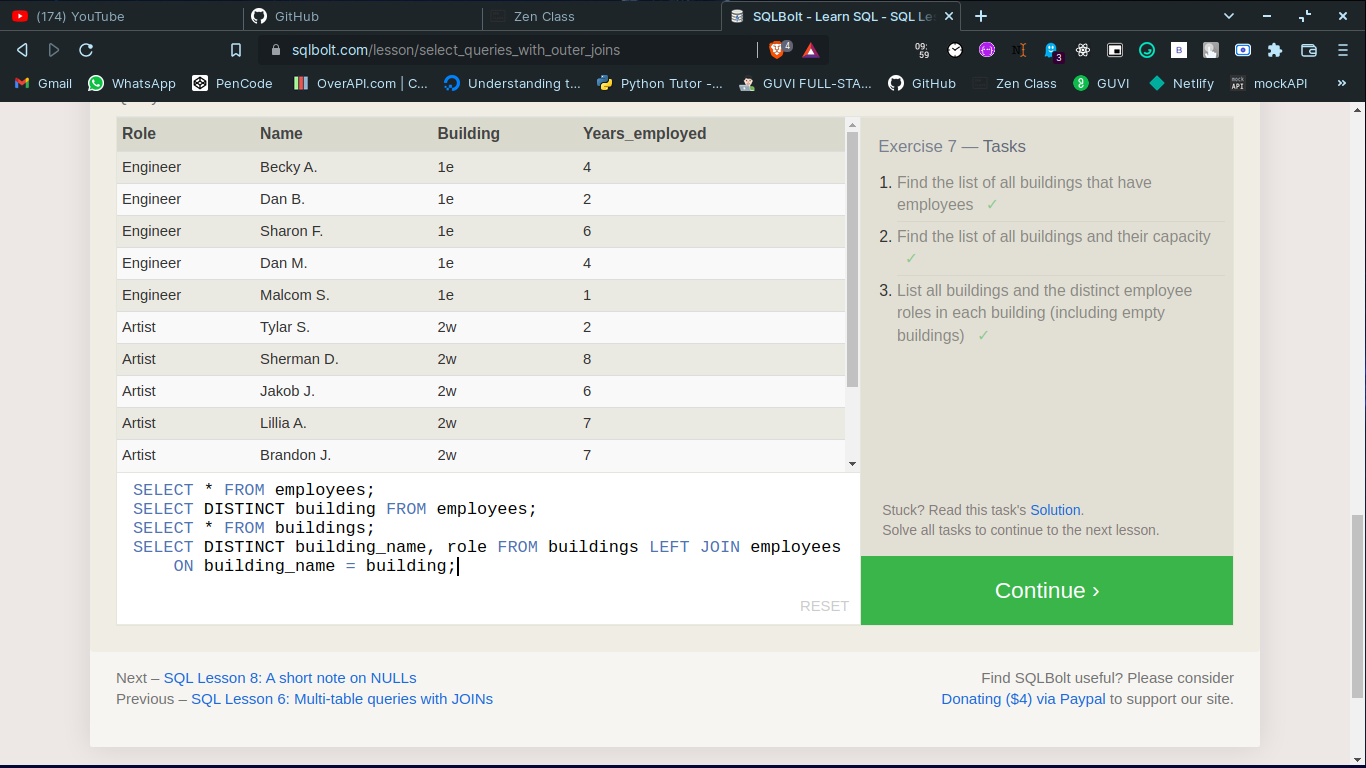 (174) YouTube
GitHub
Zen Class
SQLBolt - Learn SQL - SQL Le
sqlbolt.com/lesson/select_queries_with_outer_joins
4
09:
59
3
B
Gmail
WhatsApp
PenCode
OverAPI.com | C...
Understanding t...
Python Tutor -...
GUVI FULL-STA...
GitHub
Zen Class
GUVI
mock
API
Netlify
mockAPI
»
Role Name Building Years_employed
Engineer Becky A. 1e 4
Engineer Dan B. 1e 2
Engineer Sharon F. 1e 6
Engineer Dan M. 1e 4
Engineer Malcom S. 1e 1
Artist Tylar S. 2w 2
Artist Sherman D. 2w 8
Artist Jakob J. 2w 6
Artist Lillia A. 2w 7
Artist Brandon J. 2w 7
SELECT * FROM employees;
SELECT DISTINCT building FROM employees;
SELECT * FROM buildings;
SELECT DISTINCT building_name, role FROM buildings LEFT JOIN employees
ON building_name = building;
RESET
Exercise 7 — Tasks
1. Find the list of all buildings that have
employees ✓
2. Find the list of all buildings and their capacity
✓
3. List all buildings and the distinct employee
roles in each building (including empty
buildings) ✓
Stuck? Read this task's Solution.
Solve all tasks to continue to the next lesson.
Continue ›
Next – SQL Lesson 8: A short note on NULLs
Previous – SQL Lesson 6: Multi-table queries with JOINs
Find SQLBolt useful? Please consider
Donating ($4) via Paypal to support our site.